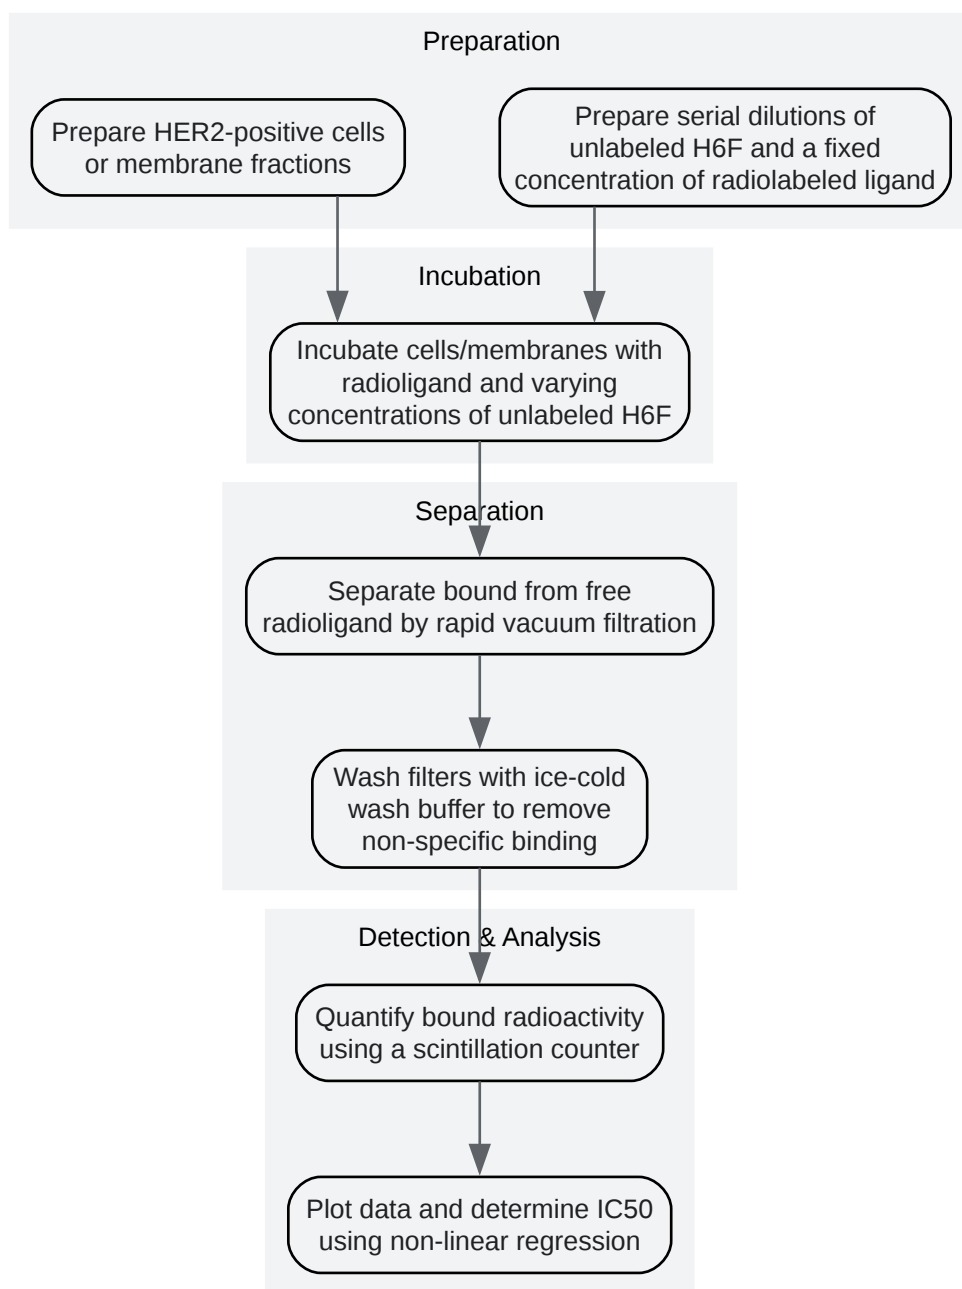 Preparation
Prepare HER2-positive cells
or membrane fractions
Prepare serial dilutions of
unlabeled H6F and a fixed
concentration of radiolabeled ligand
Incubation
Incubate cells/membranes with
radioligand and varying
concentrations of unlabeled H6F
Separation
Separate bound from free
radioligand by rapid vacuum filtration
Wash filters with ice-cold
wash buffer to remove
non-specific binding
Detection & Analysis
Quantify bound radioactivity
using a scintillation counter
Plot data and determine IC50
using non-linear regression